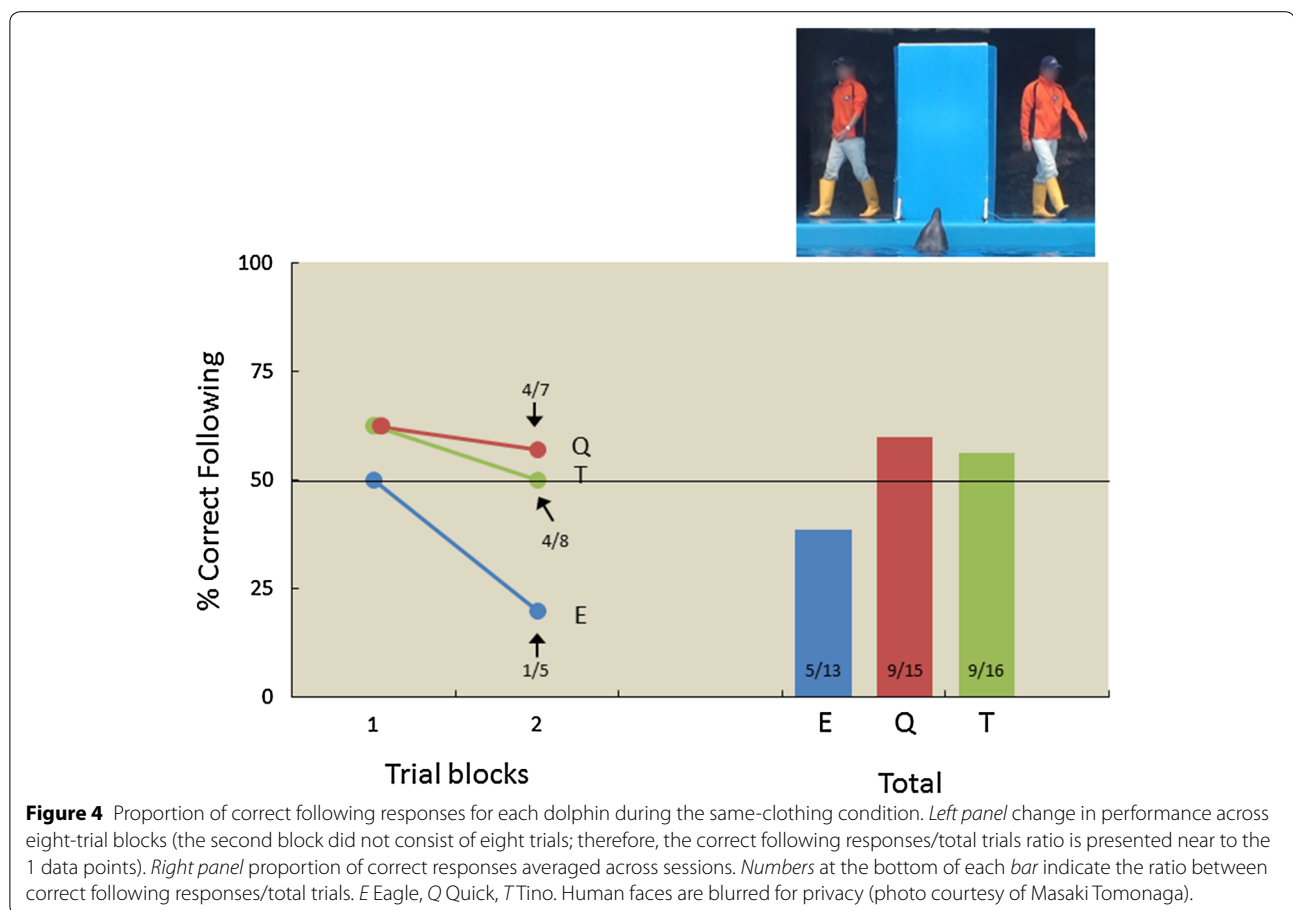 100
75
50
25
0
% Correct Following
4/7
Q
T
4/8
E
1/5
5/13
9/15
9/16
1
2
E
Q
T
Trial blocks
Total
Figure 4 Proportion of correct following responses for each dolphin during the same-clothing condition. Left panel change in performance across
eight-trial blocks (the second block did not consist of eight trials; therefore, the correct following responses/total trials ratio is presented near to the
1 data points). Right panel proportion of correct responses averaged across sessions. Numbers at the bottom of each bar indicate the ratio between
correct following responses/total trials. E Eagle, Q Quick, T Tino. Human faces are blurred for privacy (photo courtesy of Masaki Tomonaga).